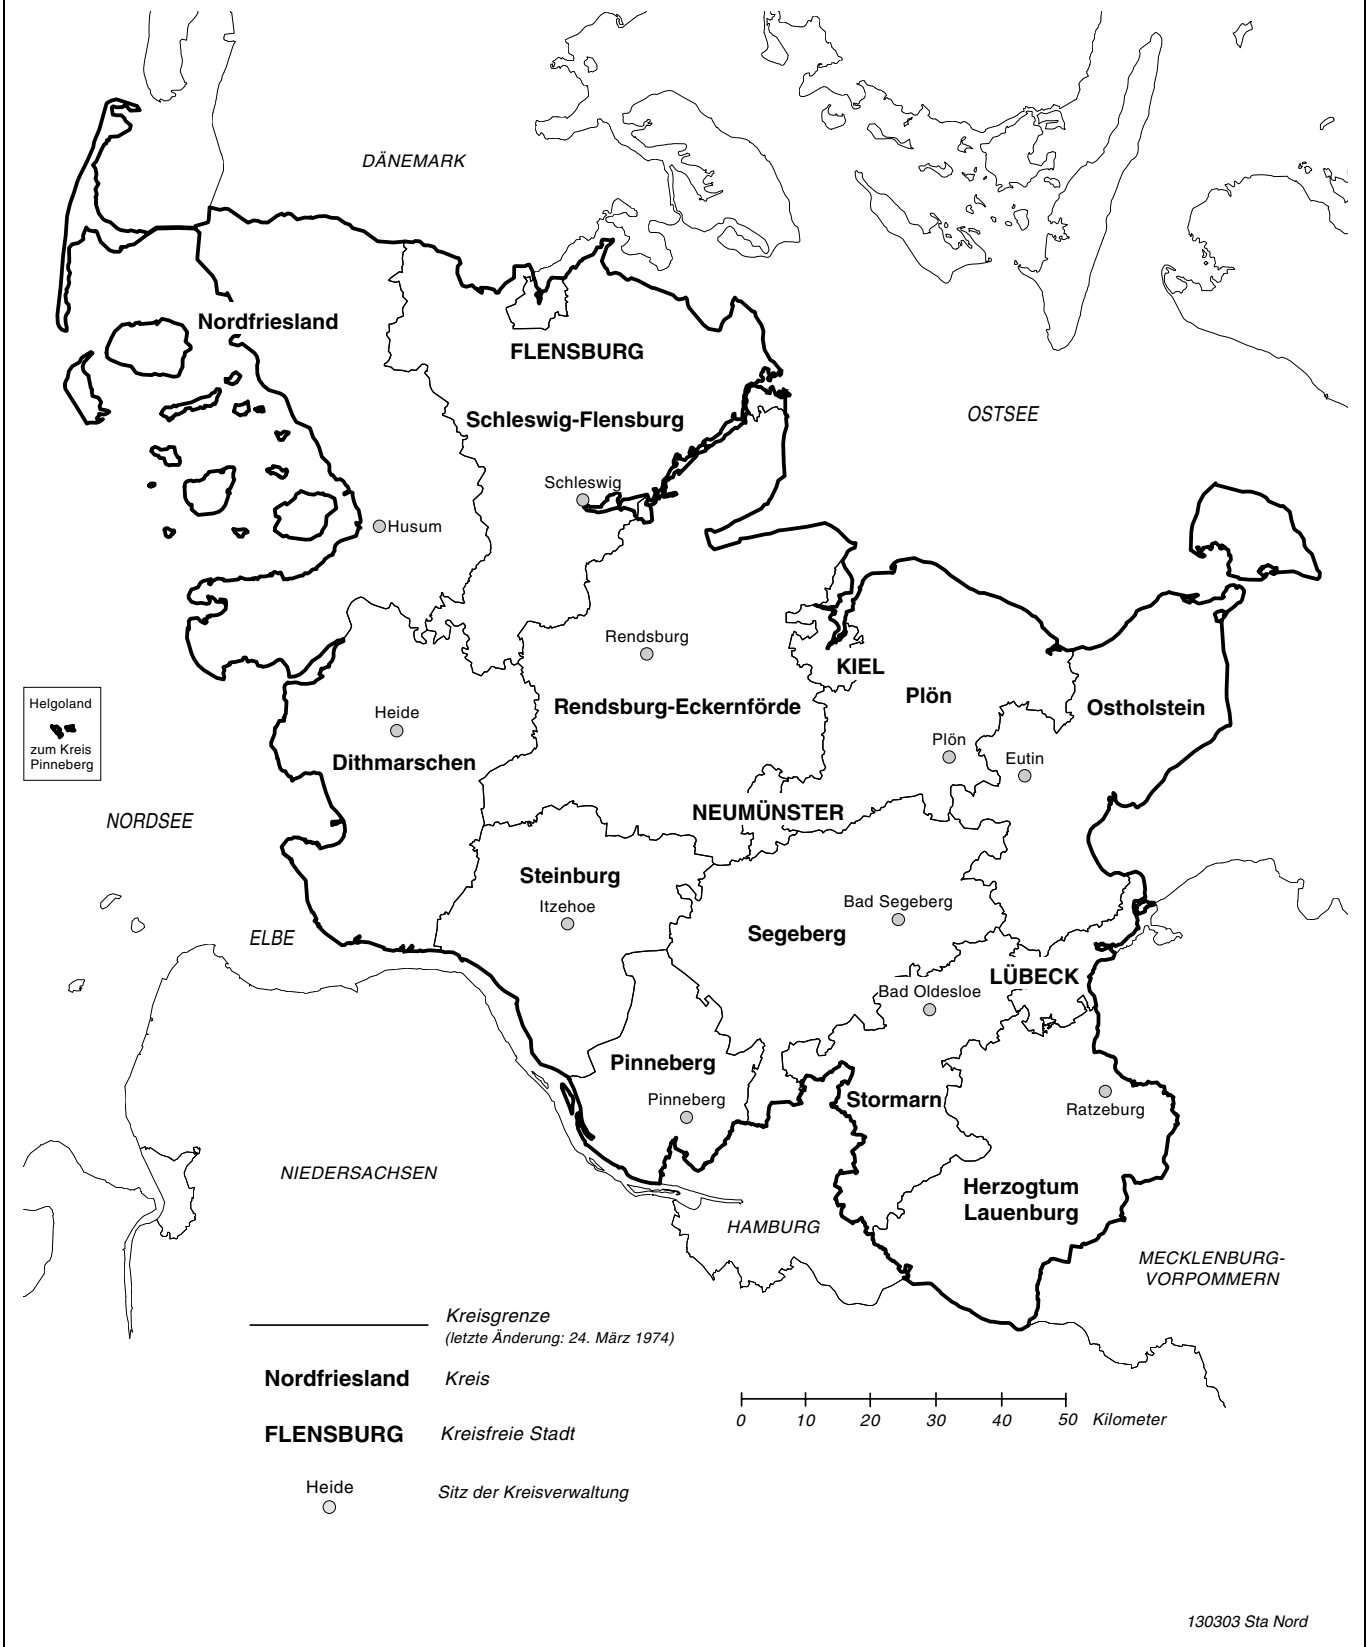 DÄNEMARK
Nordfriesland
FLENSBURG
OSTSEE
Schleswig-Flensburg
Schleswig
Husum
Rendsburg
KIEL
Plön
Helgoland
zum Kreis
Pinneberg
Rendsburg-Eckernförde
Ostholstein
Heide
Dithmarschen
Plön
Eutin
NORDSEE
NEUMÜNSTER
Steinburg
Itzehoe
Bad Segeberg
Segeberg
ELBE
LÜBECK
Bad Oldesloe
Pinneberg
Pinneberg
Stormarn
Ratzeburg
NIEDERSACHSEN
Herzogtum
Lauenburg
HAMBURG
MECKLENBURG-
VORPOMMERN
Kreisgrenze
(letzte Änderung: 24. März 1974)
Nordfriesland Kreis
0 10 20 30 40 50 Kilometer
FLENSBURG Kreisfreie Stadt
Heide
Sitz der Kreisverwaltung
130303 Sta Nord